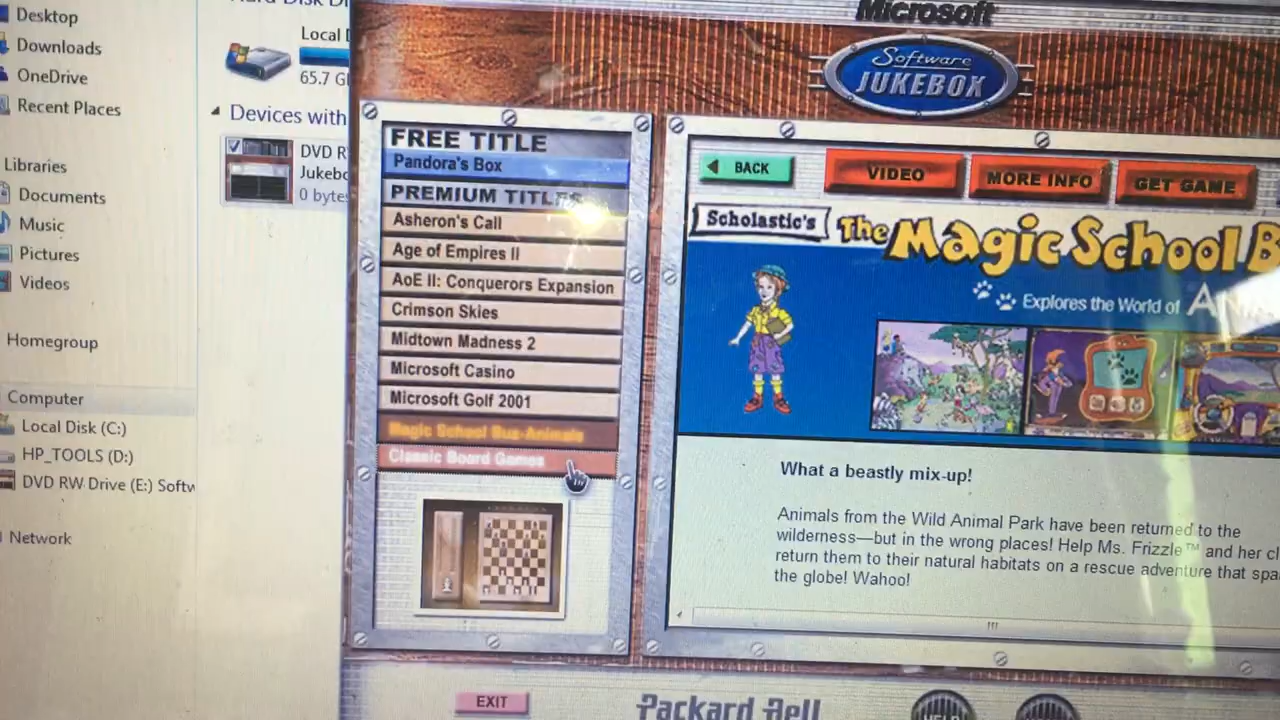 Desktop
Downloads
OneDrive
Recent Places
Libraries
Documents
Music
Pictures
Videos
Homegroup
Computer
Local Disk (C:)
HP_TOOLS (D:)
DVD RW Drive (E:) Softw
Network
Hard Disk Dr
Local D
65.7 G
Devices with
DVD R
Jukebo
0 bytes
Microsoft
Software
JUKEBOX
FREE TITLE
Pandora's Box
PREMIUM TITLES
Asheron's Call
Age of Empires II
AoE II: Conquerors Expansion
Crimson Skies
Midtown Madness 2
Microsoft Casino
Microsoft Golf 2001
Magic School Bus-Animals
Classic Board Games
BACK
VIDEO
MORE INFO
GET GAME
Scholastic's The Magic School B
Explores the World of
What a beastly mix-up!
Animals from the Wild Animal Park have been returned to the
wilderness—but in the wrong places! Help Ms. Frizzle™ and her cl
return them to their natural habitats on a rescue adventure that spa
the globe! Wahoo!
EXIT
Packard Bell
HELP